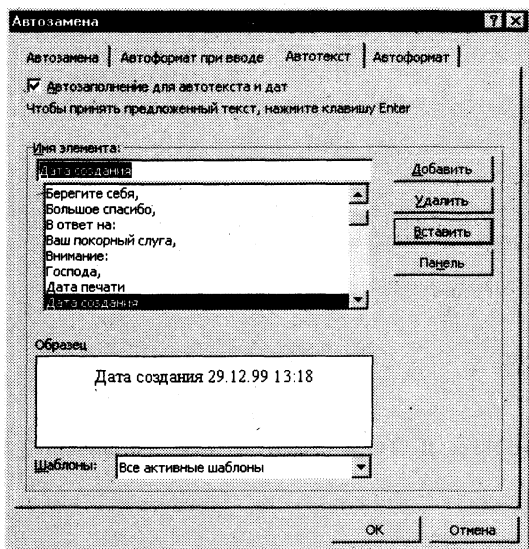 Автозамена
Автозамена Автоформат при вводе Автотекст Автоформат
Автозаполнение для автотекста и дат
Чтобы принять предложенный текст, нажмите клавишу Enter
Имя элемента:
Дата создания
Добавить
Берегите себя,
Большое спасибо,
Удалить
В ответ на:
Ваш покорный слуга,
Вставить
Внимание:
Господа,
Панель
Дата печати
Дата создания
Образец
Дата создания 29.12.99 13:18
Шаблоны: Все активные шаблоны
ОК Отмена